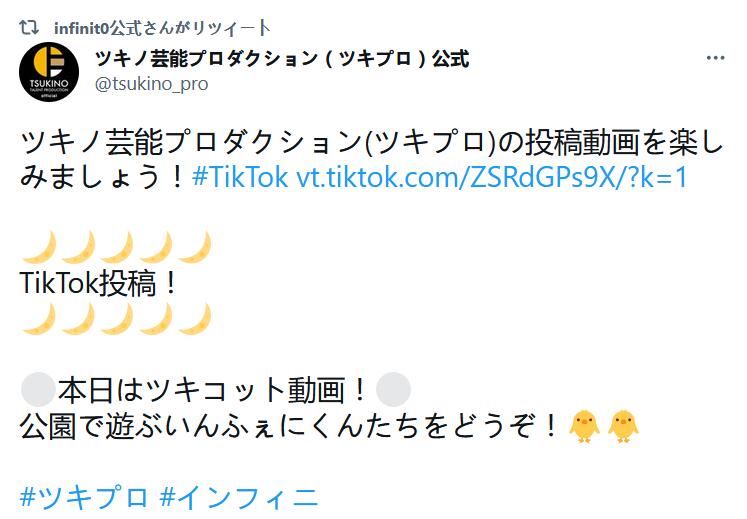 infinit0公式さんがリツイート
ツキノ芸能プロダクション(ツキプロ)公式
@tsukino_pro
TSUKINO
TALENT PRODUCTION
official
ツキノ芸能プロダクション(ツキプロ)の投稿動画を楽し
みましょう!#TikTok vt.tiktok.com/ZSRdGPs9X/?k=1
🌙🌙🌙🌙🌙
TikTok投稿!
🌙🌙🌙🌙🌙
⚪本日はツキコット動画!⚪
公園で遊ぶいんふぇにくんたちをどうぞ!🐥🐥
#ツキプロ #インフィニ